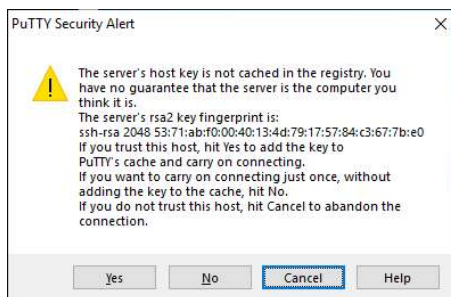 PuTTY Security Alert
The server's host key is not cached in the registry. You
have no guarantee that the server is the computer you
think it is.
The server's rsa2 key fingerprint is:
ssh-rsa 2048 53:71:ab:f0:00:40:13:4d:79:17:57:84:c3:67:7b:e0
If you trust this host, hit Yes to add the key to
PuTTY's cache and carry on connecting.
If you want to carry on connecting just once, without
adding the key to the cache, hit No.
If you do not trust this host, hit Cancel to abandon the
connection.
Yes No Cancel Help